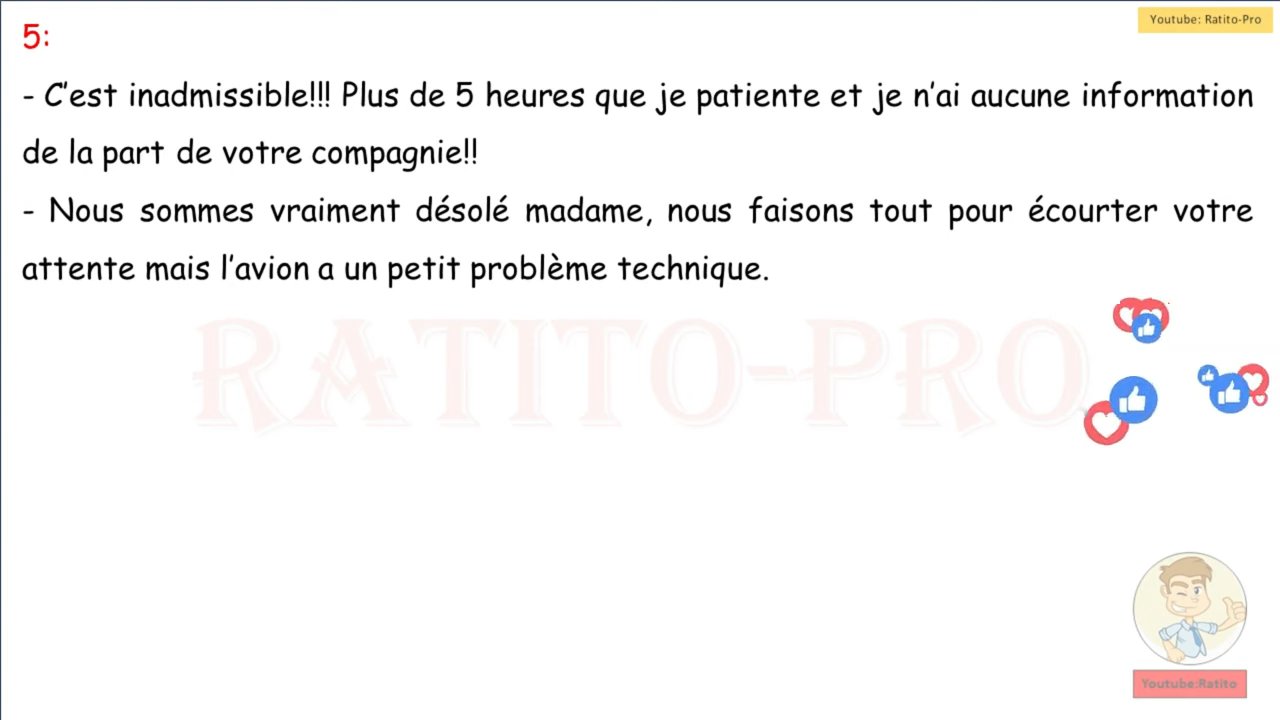 Youtube: Ratito-Pro
5:
- C’est inadmissible!!! Plus de 5 heures que je patiente et je n’ai aucune information
de la part de votre compagnie!!
- Nous sommes vraiment désolé madame, nous faisons tout pour écourter votre
attente mais l’avion a un petit problème technique.
RATITO-PRO
Youtube:Ratito